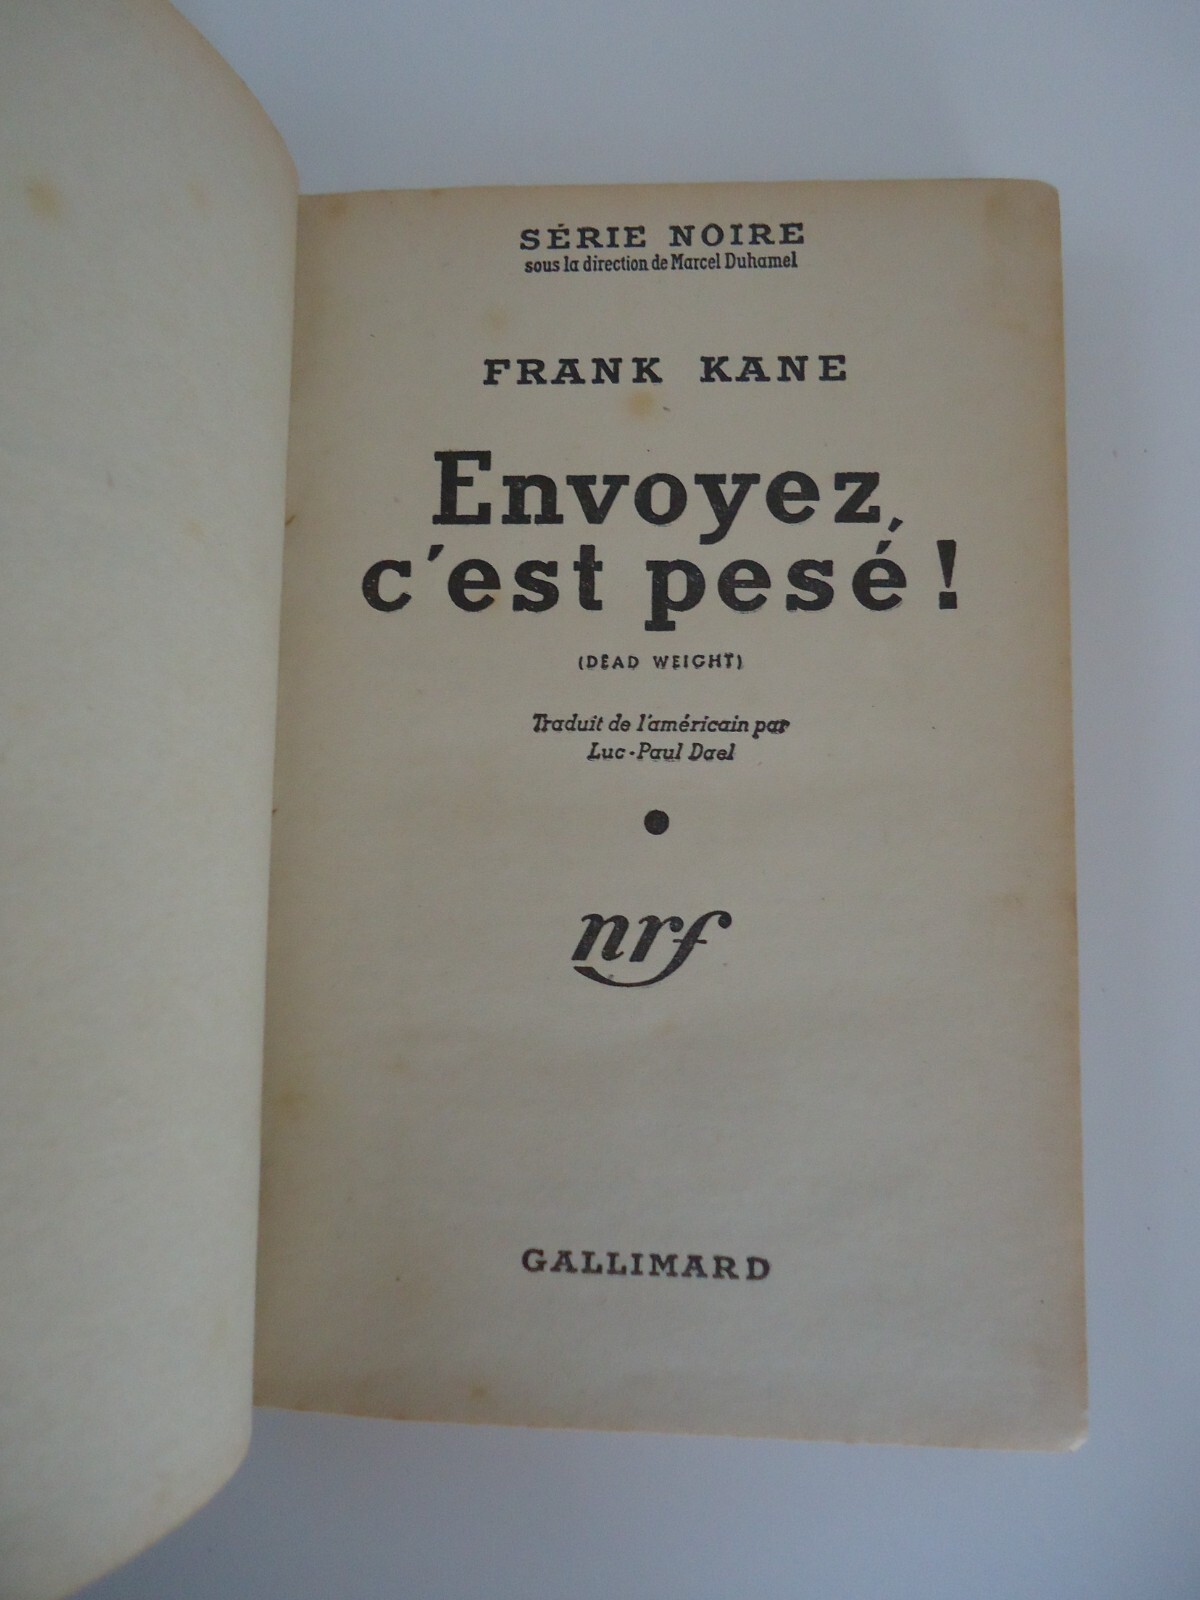 SÉRIE NOIRE
sous la direction de Marcel Duhamel
FRANK KANE
Envoyez,
c'est pesé !
(DEAD WEIGHT)
Traduit de l'américain par
Luc-Paul Dael
nrf
GALLIMARD